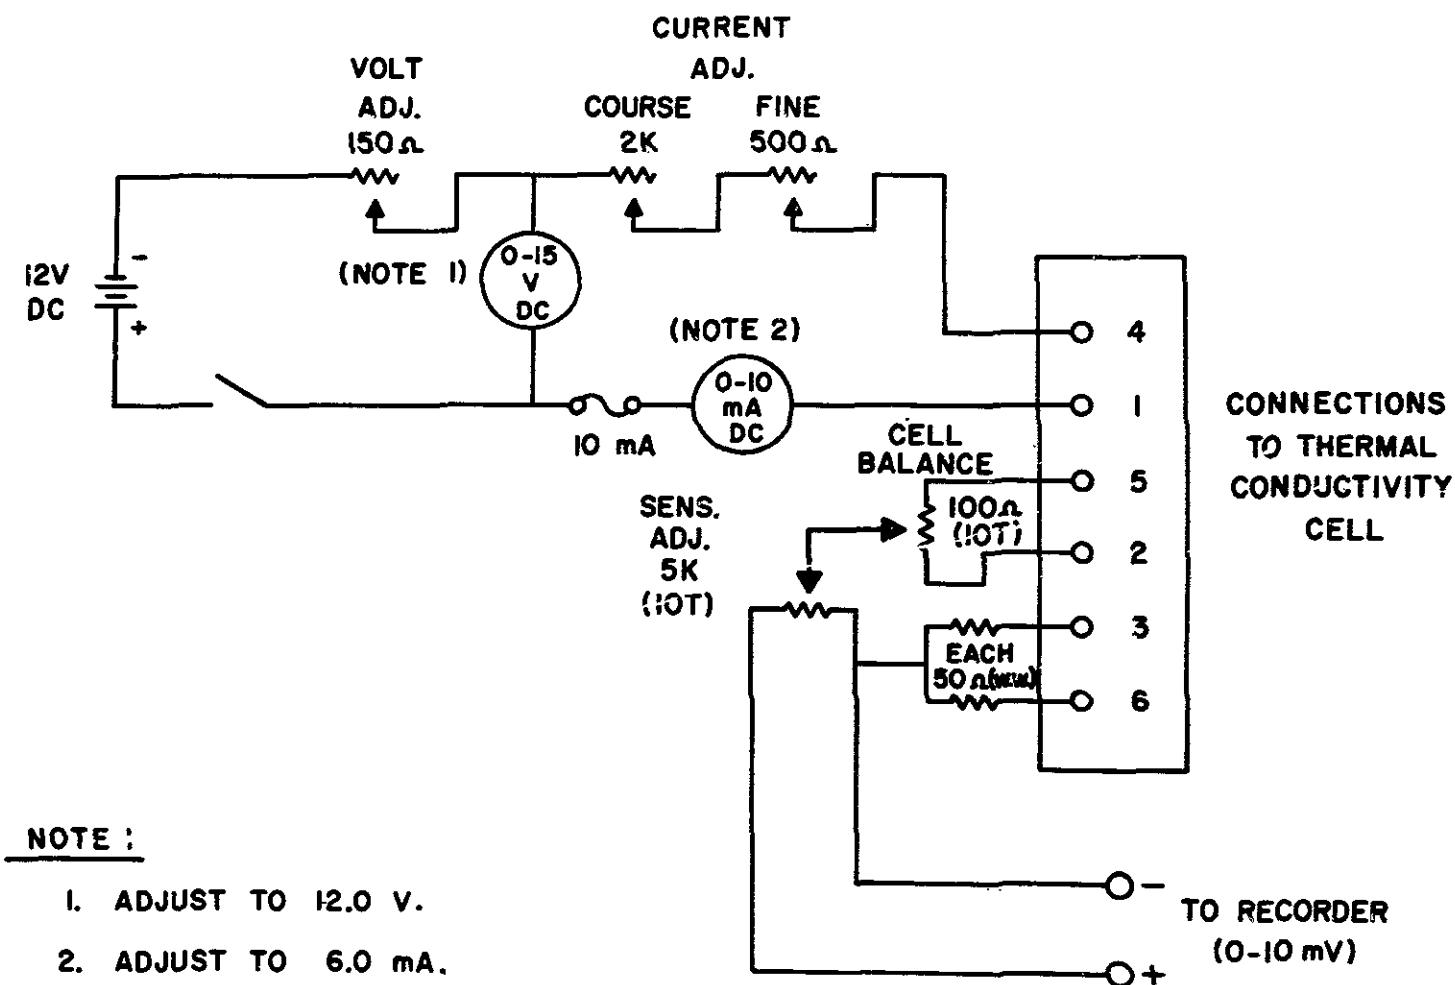 CURRENT
ADJ.
VOLT
ADJ.
150Ω
COURSE
2K
FINE
500Ω
12V
DC
-
+
(NOTE 1)
0-15
V
DC
(NOTE 2)
0-10
mA
DC
10 mA
4
1
5
2
3
6
CELL
BALANCE
100Ω
(10T)
SENS.
ADJ.
5K
(10T)
EACH
50Ω(WW)
CONNECTIONS
TO THERMAL
CONDUCTIVITY
CELL
NOTE:
1. ADJUST TO 12.0 V.
2. ADJUST TO 6.0 mA.
-
+
TO RECORDER
(0-10 mV)